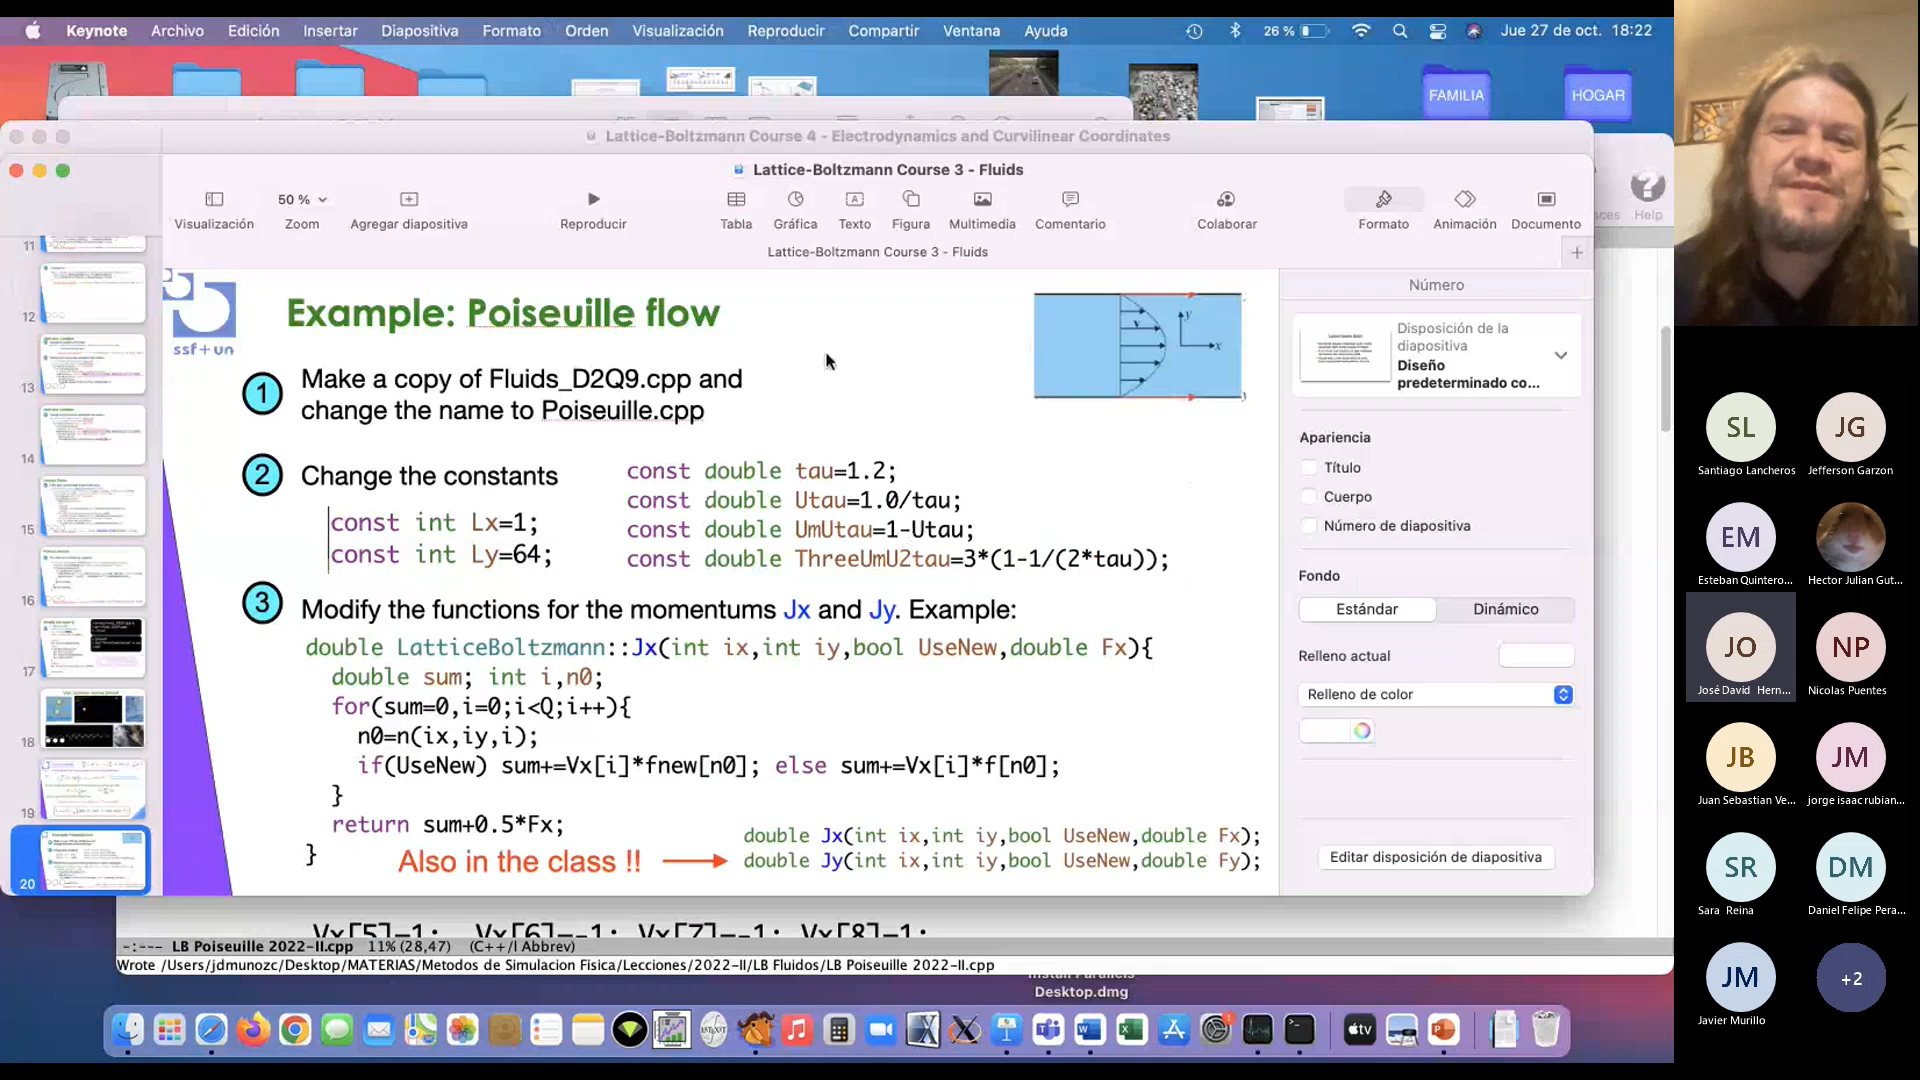 Keynote Archivo Edición Insertar Diapositiva Formato Orden Visualización Reproducir Compartir Ventana Ayuda 26 % Jue 27 de oct. 18:22
FAMILIA
HOGAR
Lattice-Boltzmann Course 4 - Electrodynamics and Curvilinear Coordinates
Lattice-Boltzmann Course 3 - Fluids
50 %
Visualización Zoom Agregar diapositiva Reproducir Tabla Gráfica Texto Figura Multimedia Comentario Colaborar Formato Animación Documento
Help
Lattice-Boltzmann Course 3 - Fluids
11
12
13
14
15
16
17
18
19
20
ssf+un
Example: Poiseuille flow
v
y
x
1
Make a copy of Fluids_D2Q9.cpp and
change the name to Poiseuille.cpp
2
Change the constants
const int Lx=1;
const int Ly=64;
const double tau=1.2;
const double Utau=1.0/tau;
const double UmUtau=1-Utau;
const double ThreeUmU2tau=3*(1-1/(2*tau));
3
Modify the functions for the momentums Jx and Jy. Example:
double LatticeBoltzmann::Jx(int ix,int iy,bool UseNew,double Fx){
double sum; int i,n0;
for(sum=0,i=0;i<Q;i++){
n0=n(ix,iy,i);
if(UseNew) sum+=Vx[i]*fnew[n0]; else sum+=Vx[i]*f[n0];
}
return sum+0.5*Fx;
}
Also in the class !!
double Jx(int ix,int iy,bool UseNew,double Fx);
double Jy(int ix,int iy,bool UseNew,double Fy);
Número
Disposición de la
diapositiva
Diseño
predeterminado co...
Apariencia
Título
Cuerpo
Número de diapositiva
Fondo
Estándar Dinámico
Relleno actual
Relleno de color
Editar disposición de diapositiva
Vx[5]=1; Vx[6]=-1; Vx[7]=-1; Vx[8]=1;
-:--- LB Poiseuille 2022-II.cpp 11% (28,47) (C++/l Abbrev)
Wrote /Users/jdmunozc/Desktop/MATERIAS/Metodos de Simulacion Fisica/Lecciones/2022-II/LB Fluidos/LB Poiseuille 2022-II.cpp
Install Parallels
Desktop.dmg
SL
Santiago Lancheros
JG
Jefferson Garzon
EM
Esteban Quintero...
Hector Julian Gut...
JO
José David Hern...
NP
Nicolas Puentes
JB
Juan Sebastian Ve...
JM
jorge isaac rubian...
SR
Sara Reina
DM
Daniel Felipe Pera...
JM
Javier Murillo
+2